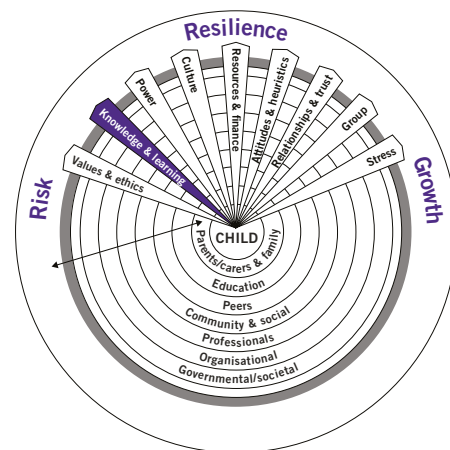 Resilience
Risk
Growth
Values & ethics
Knowledge & learning
Power
Culture
Resources & finance
Attitudes & heuristics
Relationships & trust
Group
Stress
CHILD
Parents/carers & family
Education
Peers
Community & social
Professionals
Organisational
Governmental/societal